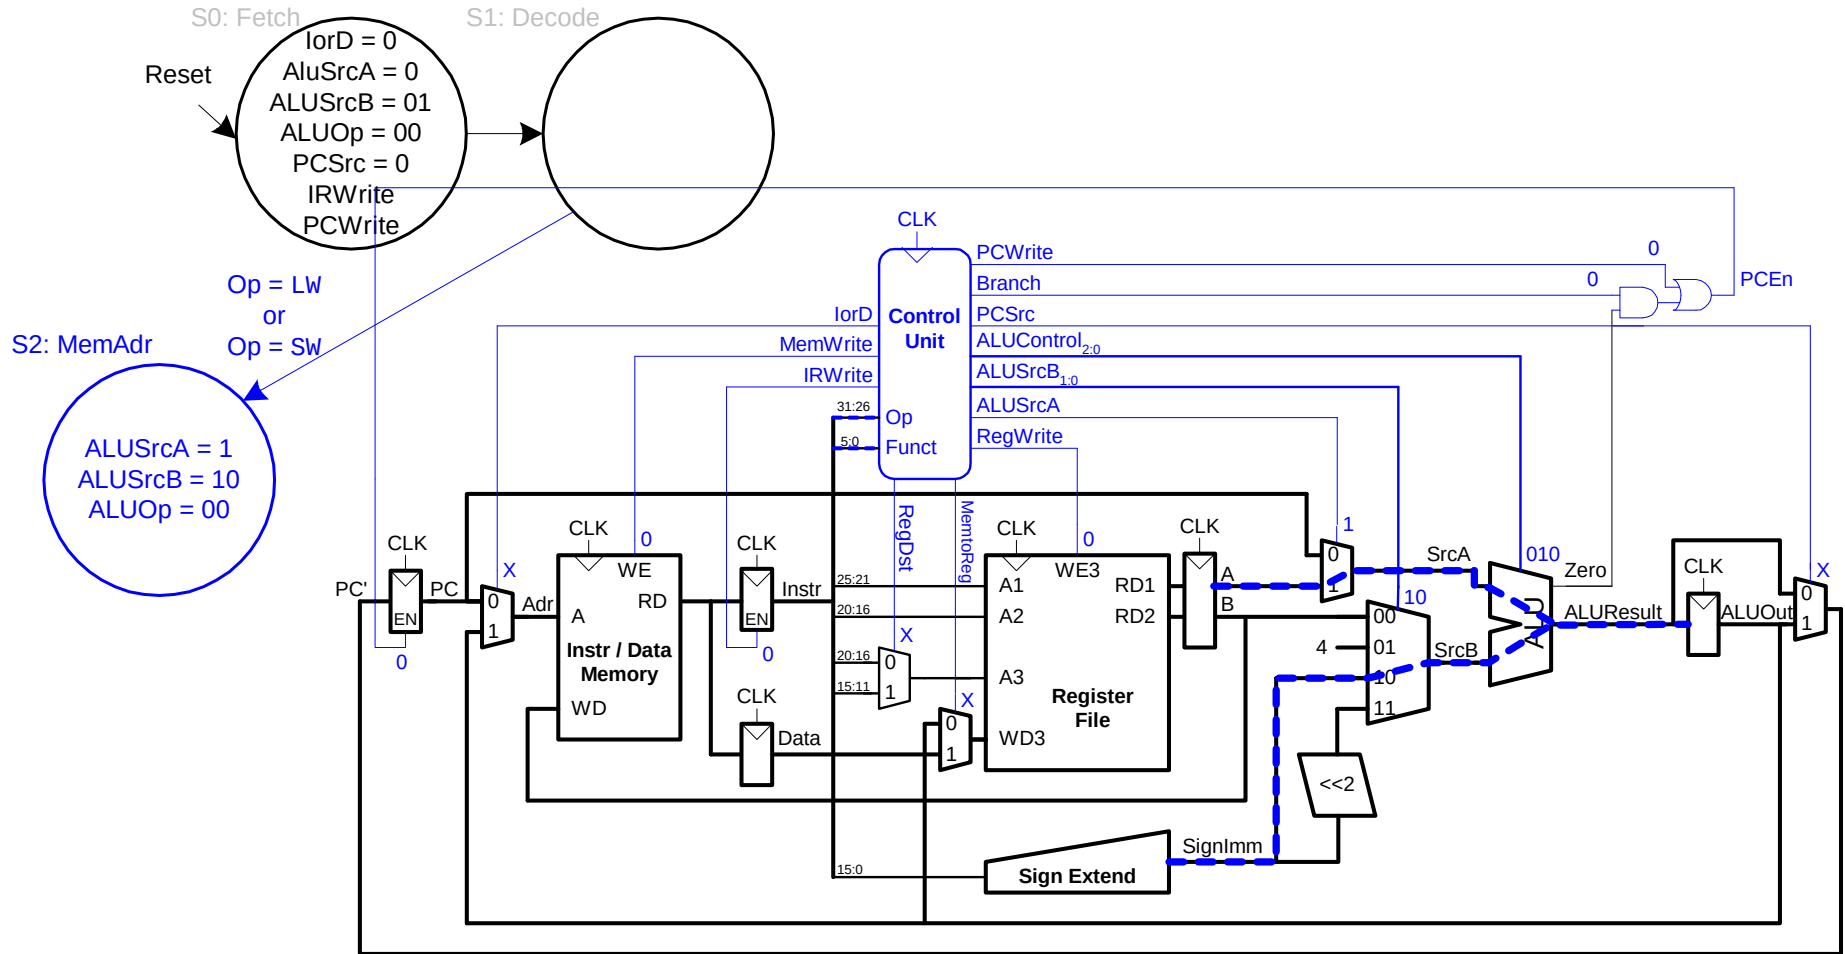 S0: Fetch
S1: Decode
IorD = 0
AluSrcA = 0
ALUSrcB = 01
ALUOp = 00
PCSrc = 0
IRWrite
PCWrite
Reset
Op = LW
or
Op = SW
S2: MemAdr
ALUSrcA = 1
ALUSrcB = 10
ALUOp = 00
CLK
PCWrite
0
Branch
0
PCEn
IorD
Control
Unit
PCSrc
MemWrite
ALUControl2:0
IRWrite
ALUSrcB1:0
31:26
Op
ALUSrcA
5:0
Funct
RegWrite
RegDst
MemtoReg
CLK
CLK
CLK
CLK
CLK
CLK
0
0
1
010
X
X
PC'
PC
EN
0
0
1
Adr
WE
A
RD
Instr / Data
Memory
WD
EN
0
Instr
25:21
20:16
A1
A2
WE3
RD1
RD2
A
B
0
1
SrcA
10
00
4
01
10
11
SrcB
ALU
Zero
ALUResult
CLK
ALUOut
0
1
X
20:16
15:11
0
1
A3
Register
File
CLK
Data
X
0
1
WD3
<<2
SignImm
15:0
Sign Extend